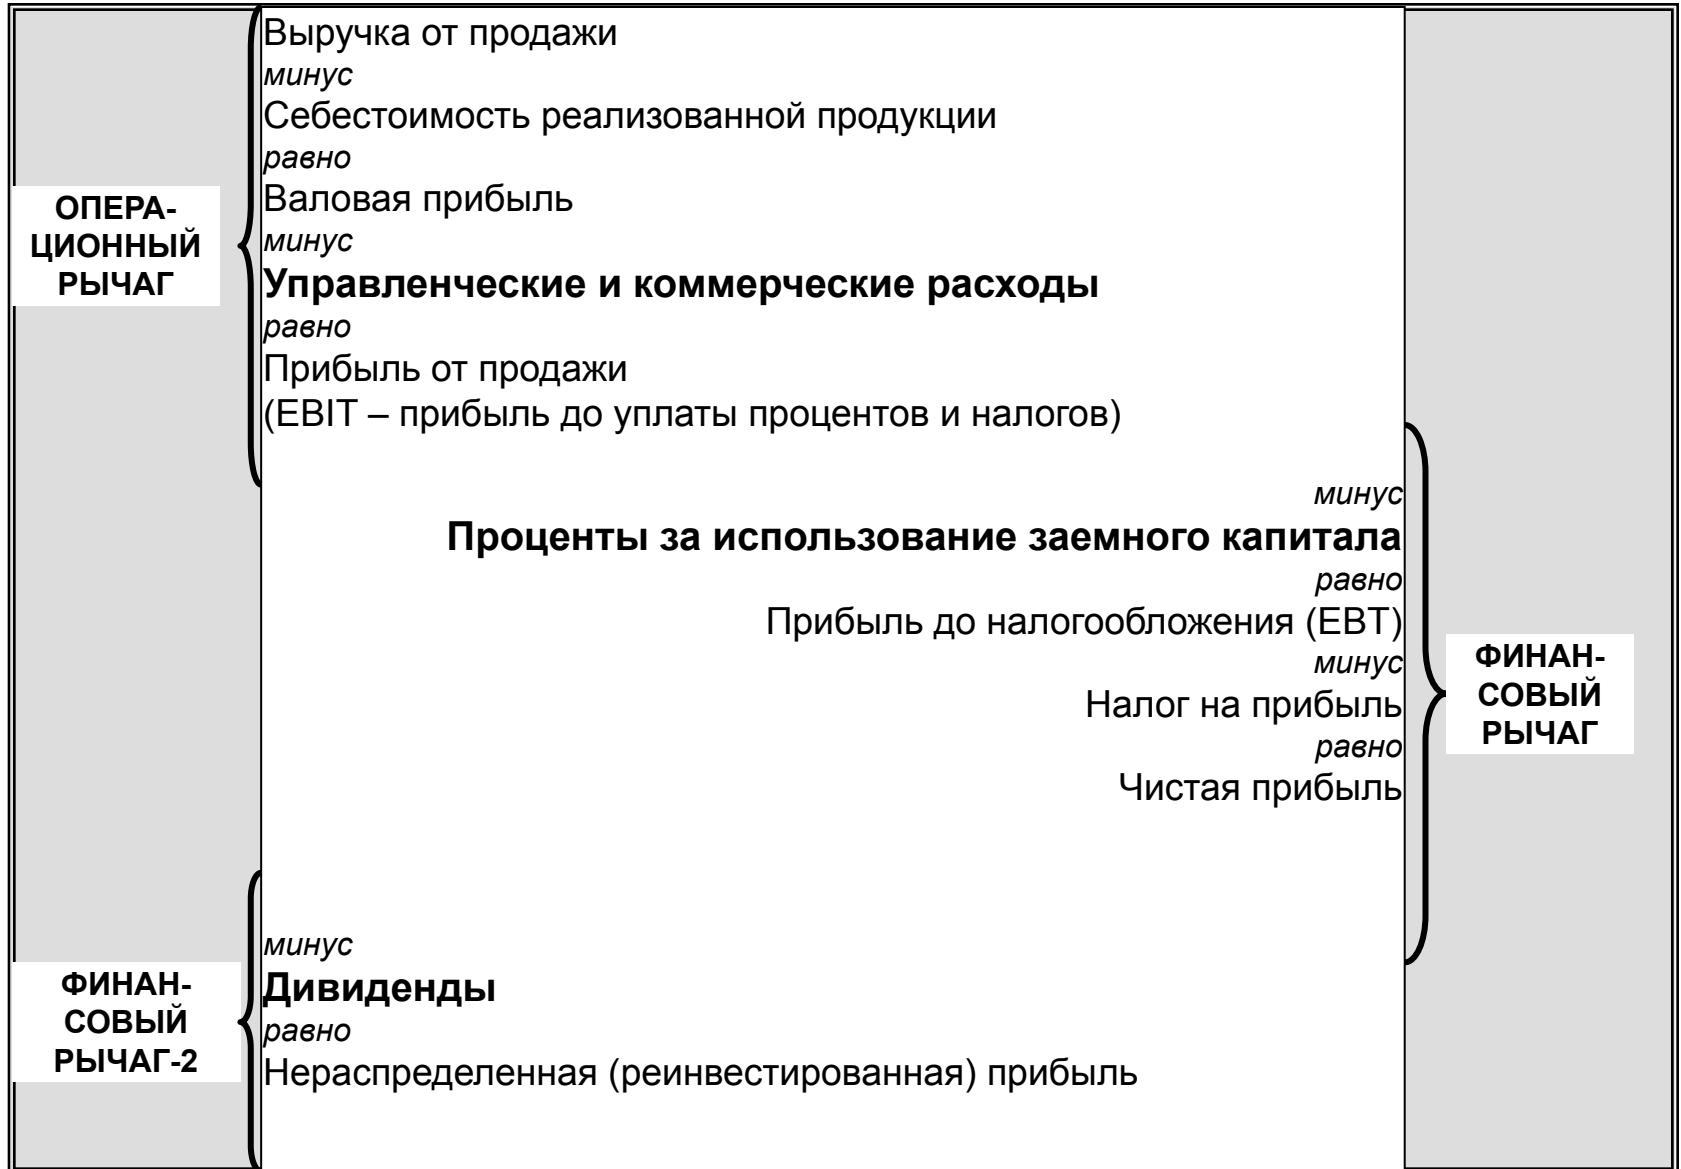 Выручка от продажи
минус
Себестоимость реализованной продукции
равно
Валовая прибыль
минус
Управленческие и коммерческие расходы
равно
Прибыль от продажи
(EBIT – прибыль до уплаты процентов и налогов)
ОПЕРА-
ЦИОННЫЙ
РЫЧАГ
минус
Проценты за использование заемного капитала
равно
Прибыль до налогообложения (EBT)
минус
Налог на прибыль
равно
Чистая прибыль
ФИНАН-
СОВЫЙ
РЫЧАГ
минус
Дивиденды
равно
Нераспределенная (реинвестированная) прибыль
ФИНАН-
СОВЫЙ
РЫЧАГ-2